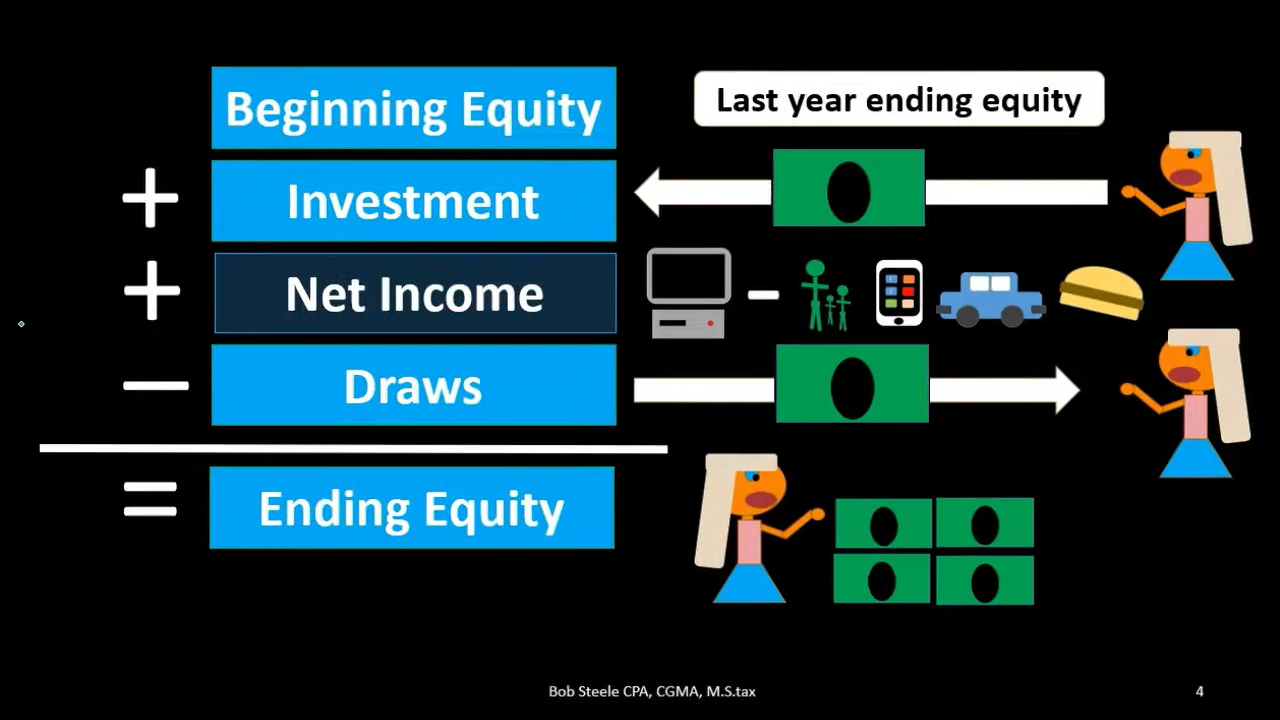 Beginning Equity
Last year ending equity
+ Investment
+ Net Income
−
— Draws
= Ending Equity
Bob Steele CPA, CGMA, M.S.tax
4